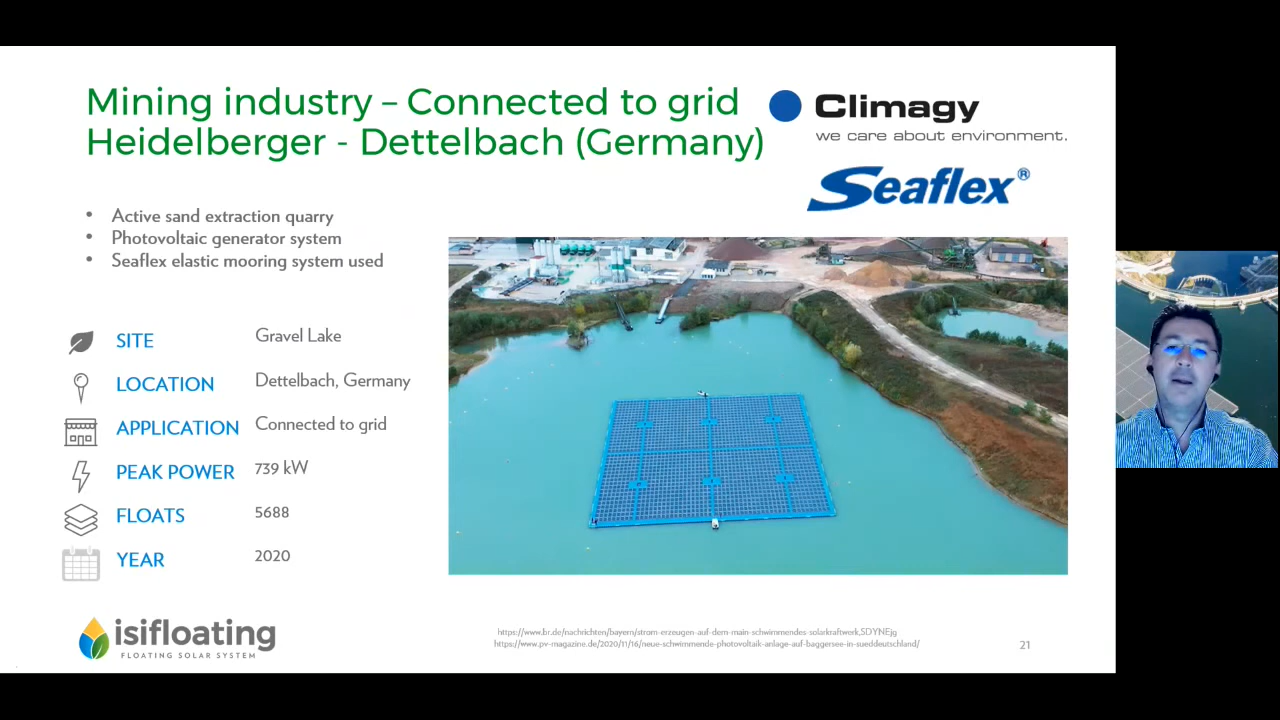 Mining industry – Connected to grid
Heidelberger - Dettelbach (Germany)
Climagy
we care about environment.
Seaflex®
• Active sand extraction quarry
• Photovoltaic generator system
• Seaflex elastic mooring system used
SITE Gravel Lake
LOCATION Dettelbach, Germany
APPLICATION Connected to grid
PEAK POWER 739 kW
FLOATS 5688
YEAR 2020
isifloating
FLOATING SOLAR SYSTEM
https://www.br.de/nachrichten/bayern/strom-erzeugen-auf-dem-main-schwimmendes-solarkraftwerk,SDYNEjg
https://www.pv-magazine.de/2020/11/16/neue-schwimmende-photovoltaik-anlage-auf-baggersee-in-sueddeutschland/
21